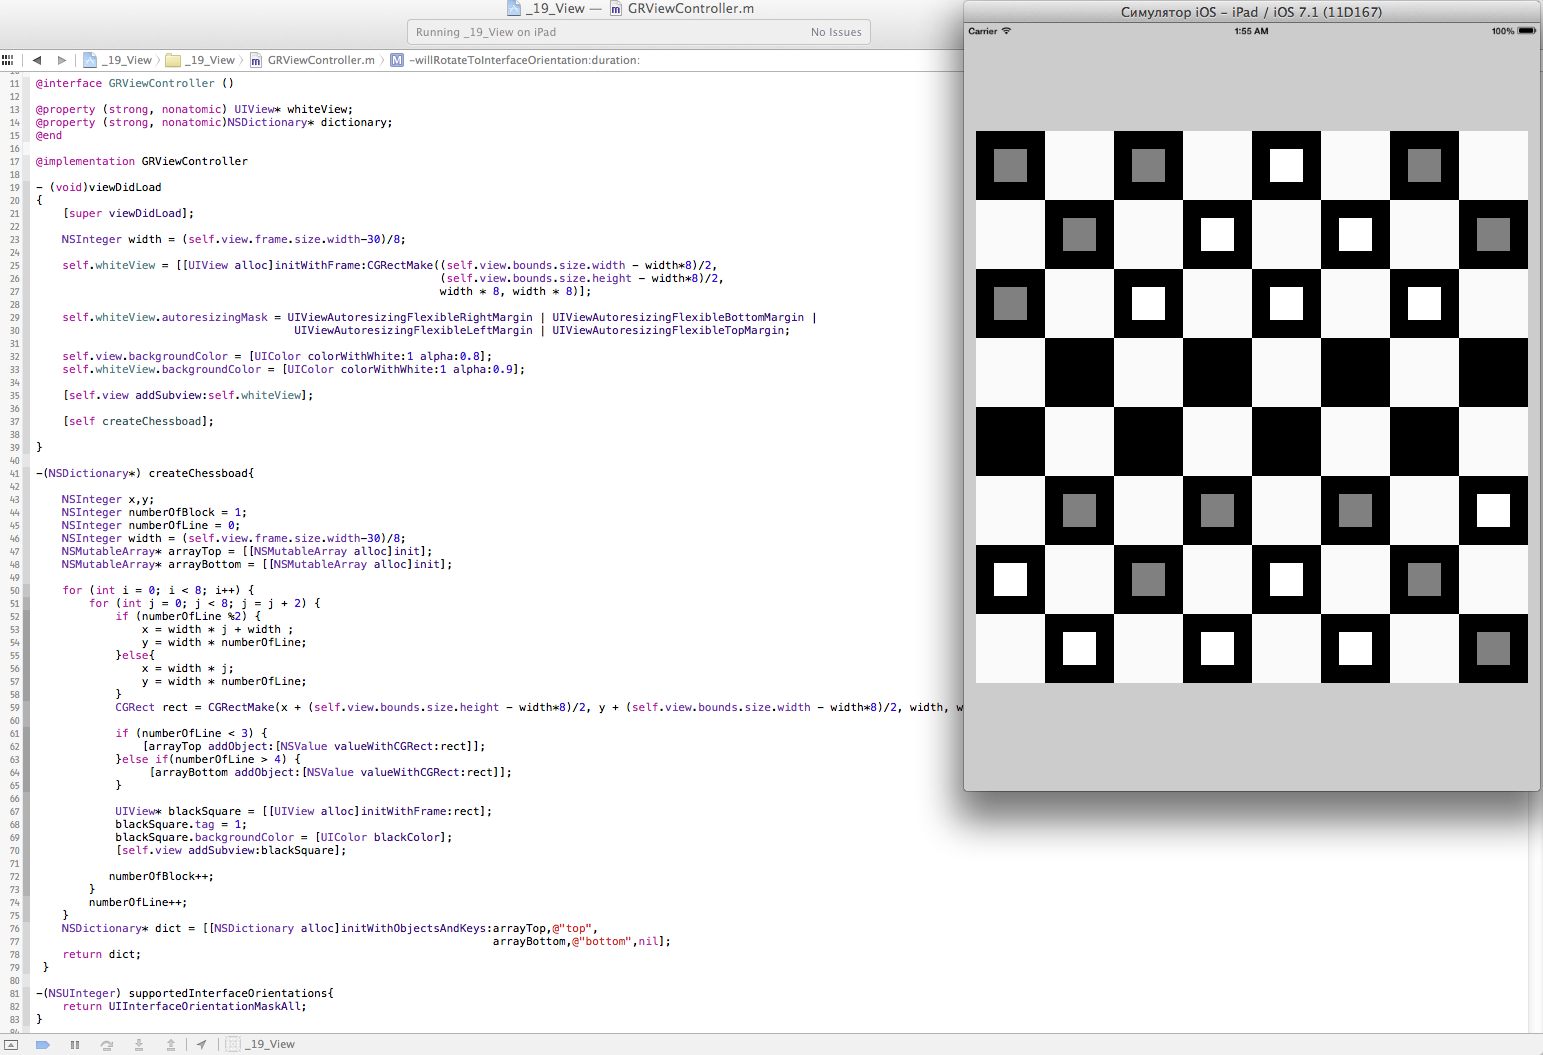 _19_View — GRViewController.m
Running _19_View on iPad No Issues
_19_View _19_View GRViewController.m M -willRotateToInterfaceOrientation:duration:
11 @interface GRViewController ()
12
13 @property (strong, nonatomic) UIView* whiteView;
14 @property (strong, nonatomic)NSDictionary* dictionary;
15 @end
16
17 @implementation GRViewController
18
19 - (void)viewDidLoad
20 {
21 [super viewDidLoad];
22
23 NSInteger width = (self.view.frame.size.width-30)/8;
24
25 self.whiteView = [[UIView alloc]initWithFrame:CGRectMake((self.view.bounds.size.width - width*8)/2,
26 (self.view.bounds.size.height - width*8)/2,
27 width * 8, width * 8)];
28
29 self.whiteView.autoresizingMask = UIViewAutoresizingFlexibleRightMargin | UIViewAutoresizingFlexibleBottomMargin |
30 UIViewAutoresizingFlexibleLeftMargin | UIViewAutoresizingFlexibleTopMargin;
31
32 self.view.backgroundColor = [UIColor colorWithWhite:1 alpha:0.8];
33 self.whiteView.backgroundColor = [UIColor colorWithWhite:1 alpha:0.9];
34
35 [self.view addSubview:self.whiteView];
36
37 [self createChessboad];
38
39 }
40
41 -(NSDictionary*) createChessboad{
42
43 NSInteger x,y;
44 NSInteger numberOfBlock = 1;
45 NSInteger numberOfLine = 0;
46 NSInteger width = (self.view.frame.size.width-30)/8;
47 NSMutableArray* arrayTop = [[NSMutableArray alloc]init];
48 NSMutableArray* arrayBottom = [[NSMutableArray alloc]init];
49
50 for (int i = 0; i < 8; i++) {
51 for (int j = 0; j < 8; j = j + 2) {
52 if (numberOfLine %2) {
53 x = width * j + width ;
54 y = width * numberOfLine;
55 }else{
56 x = width * j;
57 y = width * numberOfLine;
58 }
59 CGRect rect = CGRectMake(x + (self.view.bounds.size.height - width*8)/2, y + (self.view.bounds.size.width - width*8)/2, width, w
60
61 if (numberOfLine < 3) {
62 [arrayTop addObject:[NSValue valueWithCGRect:rect]];
63 }else if(numberOfLine > 4) {
64 [arrayBottom addObject:[NSValue valueWithCGRect:rect]];
65 }
66
67 UIView* blackSquare = [[UIView alloc]initWithFrame:rect];
68 blackSquare.tag = 1;
69 blackSquare.backgroundColor = [UIColor blackColor];
70 [self.view addSubview:blackSquare];
71
72 numberOfBlock++;
73 }
74 numberOfLine++;
75 }
76 NSDictionary* dict = [[NSDictionary alloc]initWithObjectsAndKeys:arrayTop,@"top",
77 arrayBottom,@"bottom",nil];
78 return dict;
79 }
80
81 -(NSUInteger) supportedInterfaceOrientations{
82 return UIInterfaceOrientationMaskAll;
83 }
_19_View
Симулятор iOS – iPad / iOS 7.1 (11D167)
Carrier 1:55 AM 100%